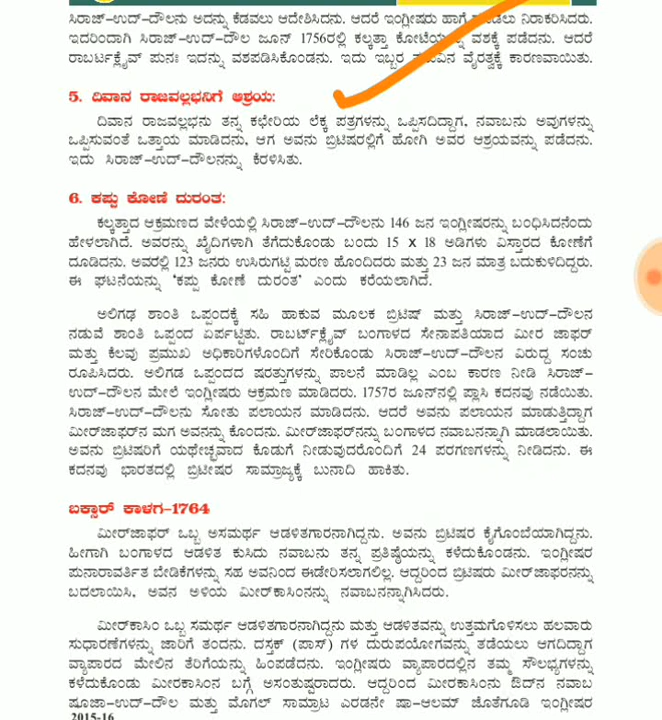 ಸಿರಾಜ್-ಉದ್-ದೌಲನು ಅದನ್ನು ಕೆಡವಲು ಆದೇಶಿಸಿದನು. ಆದರೆ ಇಂಗ್ಲೀಷರು ಹಾಗೆ ನಿರಾಕರಿಸಿದರು.
ಇದರಿಂದಾಗಿ ಸಿರಾಜ್-ಉದ್-ದೌಲ ಜೂನ್ 1756ರಲ್ಲಿ ಕಲ್ಕತ್ತಾ ವಶಕ್ಕೆ ಪಡೆದನು. ಆದರೆ
ರಾಬರ್ಟ್‌ಕ್ಲೈವ್ ಪುನಃ ಇದನ್ನು ವಶಪಡಿಸಿಕೊಂಡನು. ಇದು ಇಬ್ಬರ ವೈರತ್ವಕ್ಕೆ ಕಾರಣವಾಯಿತು.
5. ದಿವಾನ ರಾಜವಲ್ಲಭನಿಗೆ ಆಶ್ರಯ:
ದಿವಾನ ರಾಜವಲ್ಲಭನು ತನ್ನ ಕಛೇರಿಯ ಲೆಕ್ಕ ಪತ್ರಗಳನ್ನು ಒಪ್ಪಿಸದಿದ್ದಾಗ, ನವಾಬನು ಅವುಗಳನ್ನು
ಒಪ್ಪಿಸುವಂತೆ ಒತ್ತಾಯ ಮಾಡಿದನು, ಆಗ ಅವನು ಬ್ರಿಟಿಷರಲ್ಲಿಗೆ ಹೋಗಿ ಅವರ ಆಶ್ರಯವನ್ನು ಪಡೆದನು.
ಇದು ಸಿರಾಜ್-ಉದ್-ದೌಲನನ್ನು ಕೆರಳಿಸಿತು.
6. ಕಪ್ಪು ಕೋಣೆ ದುರಂತ:
ಕಲ್ಕತ್ತಾದ ಆಕ್ರಮಣದ ವೇಳೆಯಲ್ಲಿ ಸಿರಾಜ್-ಉದ್-ದೌಲನು 146 ಜನ ಇಂಗ್ಲೀಷರನ್ನು ಬಂಧಿಸಿದನೆಂದು
ಹೇಳಲಾಗಿದೆ. ಅವರನ್ನು ಖೈದಿಗಳಾಗಿ ತೆಗೆದುಕೊಂಡು ಬಂದು 15 x 18 ಅಡಿಗಳು ವಿಸ್ತಾರದ ಕೋಣೆಗೆ
ದೂಡಿದನು. ಅವರಲ್ಲಿ 123 ಜನರು ಉಸಿರುಗಟ್ಟಿ ಮರಣ ಹೊಂದಿದರು ಮತ್ತು 23 ಜನ ಮಾತ್ರ ಬದುಕುಳಿದಿದ್ದರು.
ಈ ಘಟನೆಯನ್ನು 'ಕಪ್ಪು ಕೋಣೆ ದುರಂತ' ಎಂದು ಕರೆಯಲಾಗಿದೆ.
ಅಲಿಗಢ ಶಾಂತಿ ಒಪ್ಪಂದಕ್ಕೆ ಸಹಿ ಹಾಕುವ ಮೂಲಕ ಬ್ರಿಟಿಷ್ ಮತ್ತು ಸಿರಾಜ್-ಉದ್-ದೌಲನ
ನಡುವೆ ಶಾಂತಿ ಒಪ್ಪಂದ ಏರ್ಪಟ್ಟಿತು. ರಾಬರ್ಟ್‌ಕ್ಲೈವ್ ಬಂಗಾಳದ ಸೇನಾಪತಿಯಾದ ಮೀರ ಜಾಫರ್
ಮತ್ತು ಕೆಲವು ಪ್ರಮುಖ ಅಧಿಕಾರಿಗಳೊಂದಿಗೆ ಸೇರಿಕೊಂಡು ಸಿರಾಜ್-ಉದ್-ದೌಲನ ವಿರುದ್ಧ ಸಂಚು
ರೂಪಿಸಿದರು. ಅಲಿಗಡ ಒಪ್ಪಂದದ ಷರತ್ತುಗಳನ್ನು ಪಾಲನೆ ಮಾಡಿಲ್ಲ ಎಂಬ ಕಾರಣ ನೀಡಿ ಸಿರಾಜ್-
ಉದ್-ದೌಲನ ಮೇಲೆ ಇಂಗ್ಲೀಷರು ಆಕ್ರಮಣ ಮಾಡಿದರು. 1757ರ ಜೂನ್‌ನಲ್ಲಿ ಪ್ಲಾಸಿ ಕದನವು ನಡೆಯಿತು.
ಸಿರಾಜ್-ಉದ್-ದೌಲನು ಸೋತು ಪಲಾಯನ ಮಾಡಿದನು. ಆದರೆ ಅವನು ಪಲಾಯನ ಮಾಡುತ್ತಿದ್ದಾಗ
ಮೀರ್‌ಜಾಫರ್‌ನ ಮಗ ಅವನನ್ನು ಕೊಂದನು. ಮೀರ್‌ಜಾಫರ್‌ನನ್ನು ಬಂಗಾಳದ ನವಾಬನನ್ನಾಗಿ ಮಾಡಲಾಯಿತು.
ಅವನು ಬ್ರಿಟಿಷರಿಗೆ ಯಥೇಚ್ಛವಾದ ಕೊಡುಗೆ ನೀಡುವುದರೊಂದಿಗೆ 24 ಪರಗಣಗಳನ್ನು ನೀಡಿದನು. ಈ
ಕದನವು ಭಾರತದಲ್ಲಿ ಬ್ರಿಟೀಷರ ಸಾಮ್ರಾಜ್ಯಕ್ಕೆ ಬುನಾದಿ ಹಾಕಿತು.
ಬಕ್ಸಾರ್ ಕಾಳಗ-1764
ಮೀರ್‌ಜಾಫರ್ ಒಬ್ಬ ಅಸಮರ್ಥ ಆಡಳಿತಗಾರನಾಗಿದ್ದನು. ಅವನು ಬ್ರಿಟಿಷರ ಕೈಗೊಂಬೆಯಾಗಿದ್ದನು.
ಹೀಗಾಗಿ ಬಂಗಾಳದ ಆಡಳಿತ ಕುಸಿದು ನವಾಬನು ತನ್ನ ಪ್ರತಿಷ್ಠೆಯನ್ನು ಕಳೆದುಕೊಂಡನು. ಇಂಗ್ಲೀಷರ
ಪುನಾರಾವರ್ತಿತ ಬೇಡಿಕೆಗಳನ್ನು ಸಹ ಅವನಿಂದ ಈಡೇರಿಸಲಾಗಲಿಲ್ಲ. ಆದ್ದರಿಂದ ಬ್ರಿಟಿಷರು ಮೀರ್‌ಜಾಫರನನ್ನು
ಬದಲಾಯಿಸಿ, ಅವನ ಅಳಿಯ ಮೀರ್‌ಕಾಸಿಂನನ್ನು ನವಾಬನನ್ನಾಗಿಸಿದರು.
ಮೀರ್‌ಕಾಸಿಂ ಒಬ್ಬ ಸಮರ್ಥ ಆಡಳಿತಗಾರನಾಗಿದ್ದನು ಮತ್ತು ಆಡಳಿತವನ್ನು ಉತ್ತಮಗೊಳಿಸಲು ಹಲವಾರು
ಸುಧಾರಣೆಗಳನ್ನು ಜಾರಿಗೆ ತಂದನು. ದಸ್ತಕ್ (ಪಾಸ್) ಗಳ ದುರುಪಯೋಗವನ್ನು ತಡೆಯಲು ಆಗದಿದ್ದಾಗ
ವ್ಯಾಪಾರದ ಮೇಲಿನ ತೆರಿಗೆಯನ್ನು ಹಿಂಪಡೆದನು. ಇಂಗ್ಲೀಷರು ವ್ಯಾಪಾರದಲ್ಲಿನ ತಮ್ಮ ಸೌಲಭ್ಯಗಳನ್ನು
ಕಳೆದುಕೊಂಡು ಮೀರಕಾಸಿನ ಬಗ್ಗೆ ಅಸಂತುಷ್ಟರಾದರು. ಆದ್ದರಿಂದ ಮೀರಕಾಸಿಂನು ಔದ್‌ನ ನವಾಬ
ಷೂಜಾ-ಉದ್-ದೌಲ ಮತ್ತು ಮೊಗಲ್ ಸಾಮ್ರಾಟ ಎರಡನೇ ಷಾ-ಆಲಮ್ ಜೊತೆಗೂಡಿ ಇಂಗ್ಲೀಷರ
2015-16